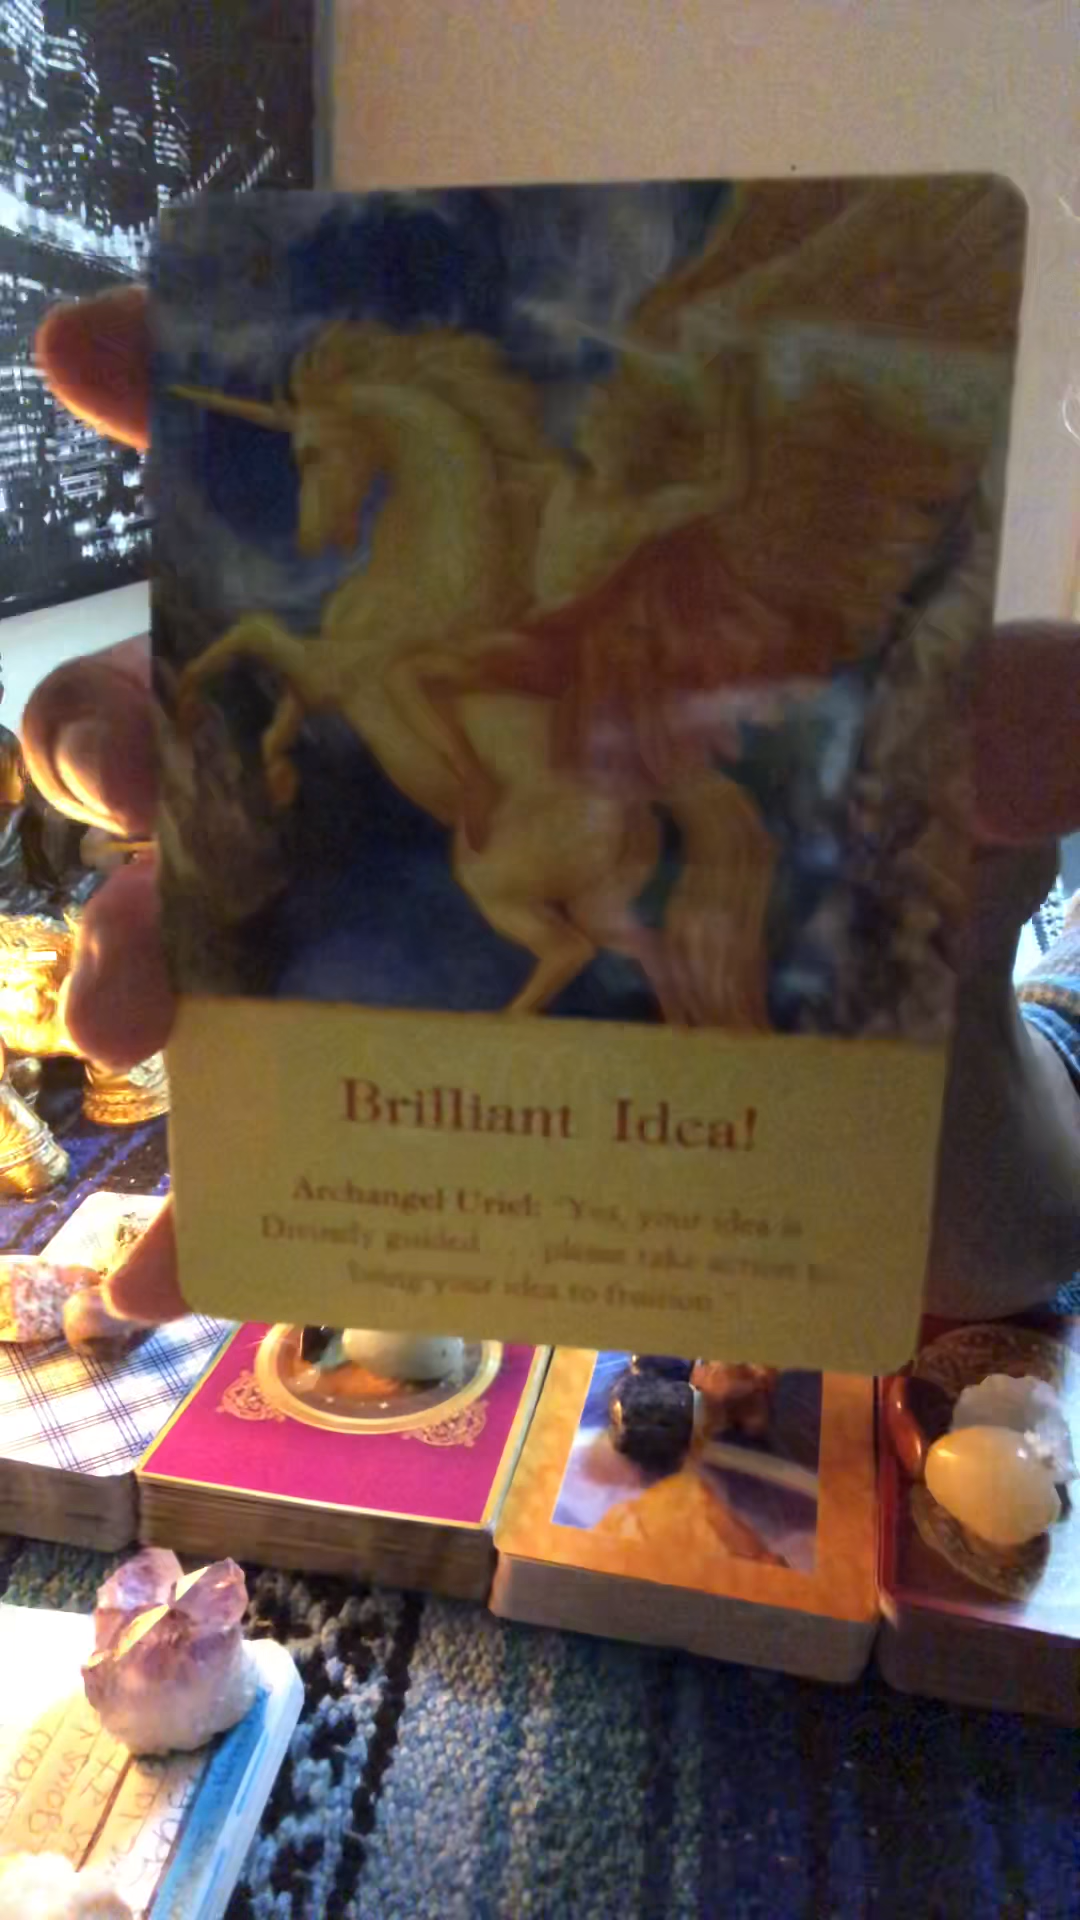 Brilliant Idea!
Archangel Uriel: "Yes, your idea is
Divinely guided . . . please take action to
bring your idea to fruition."